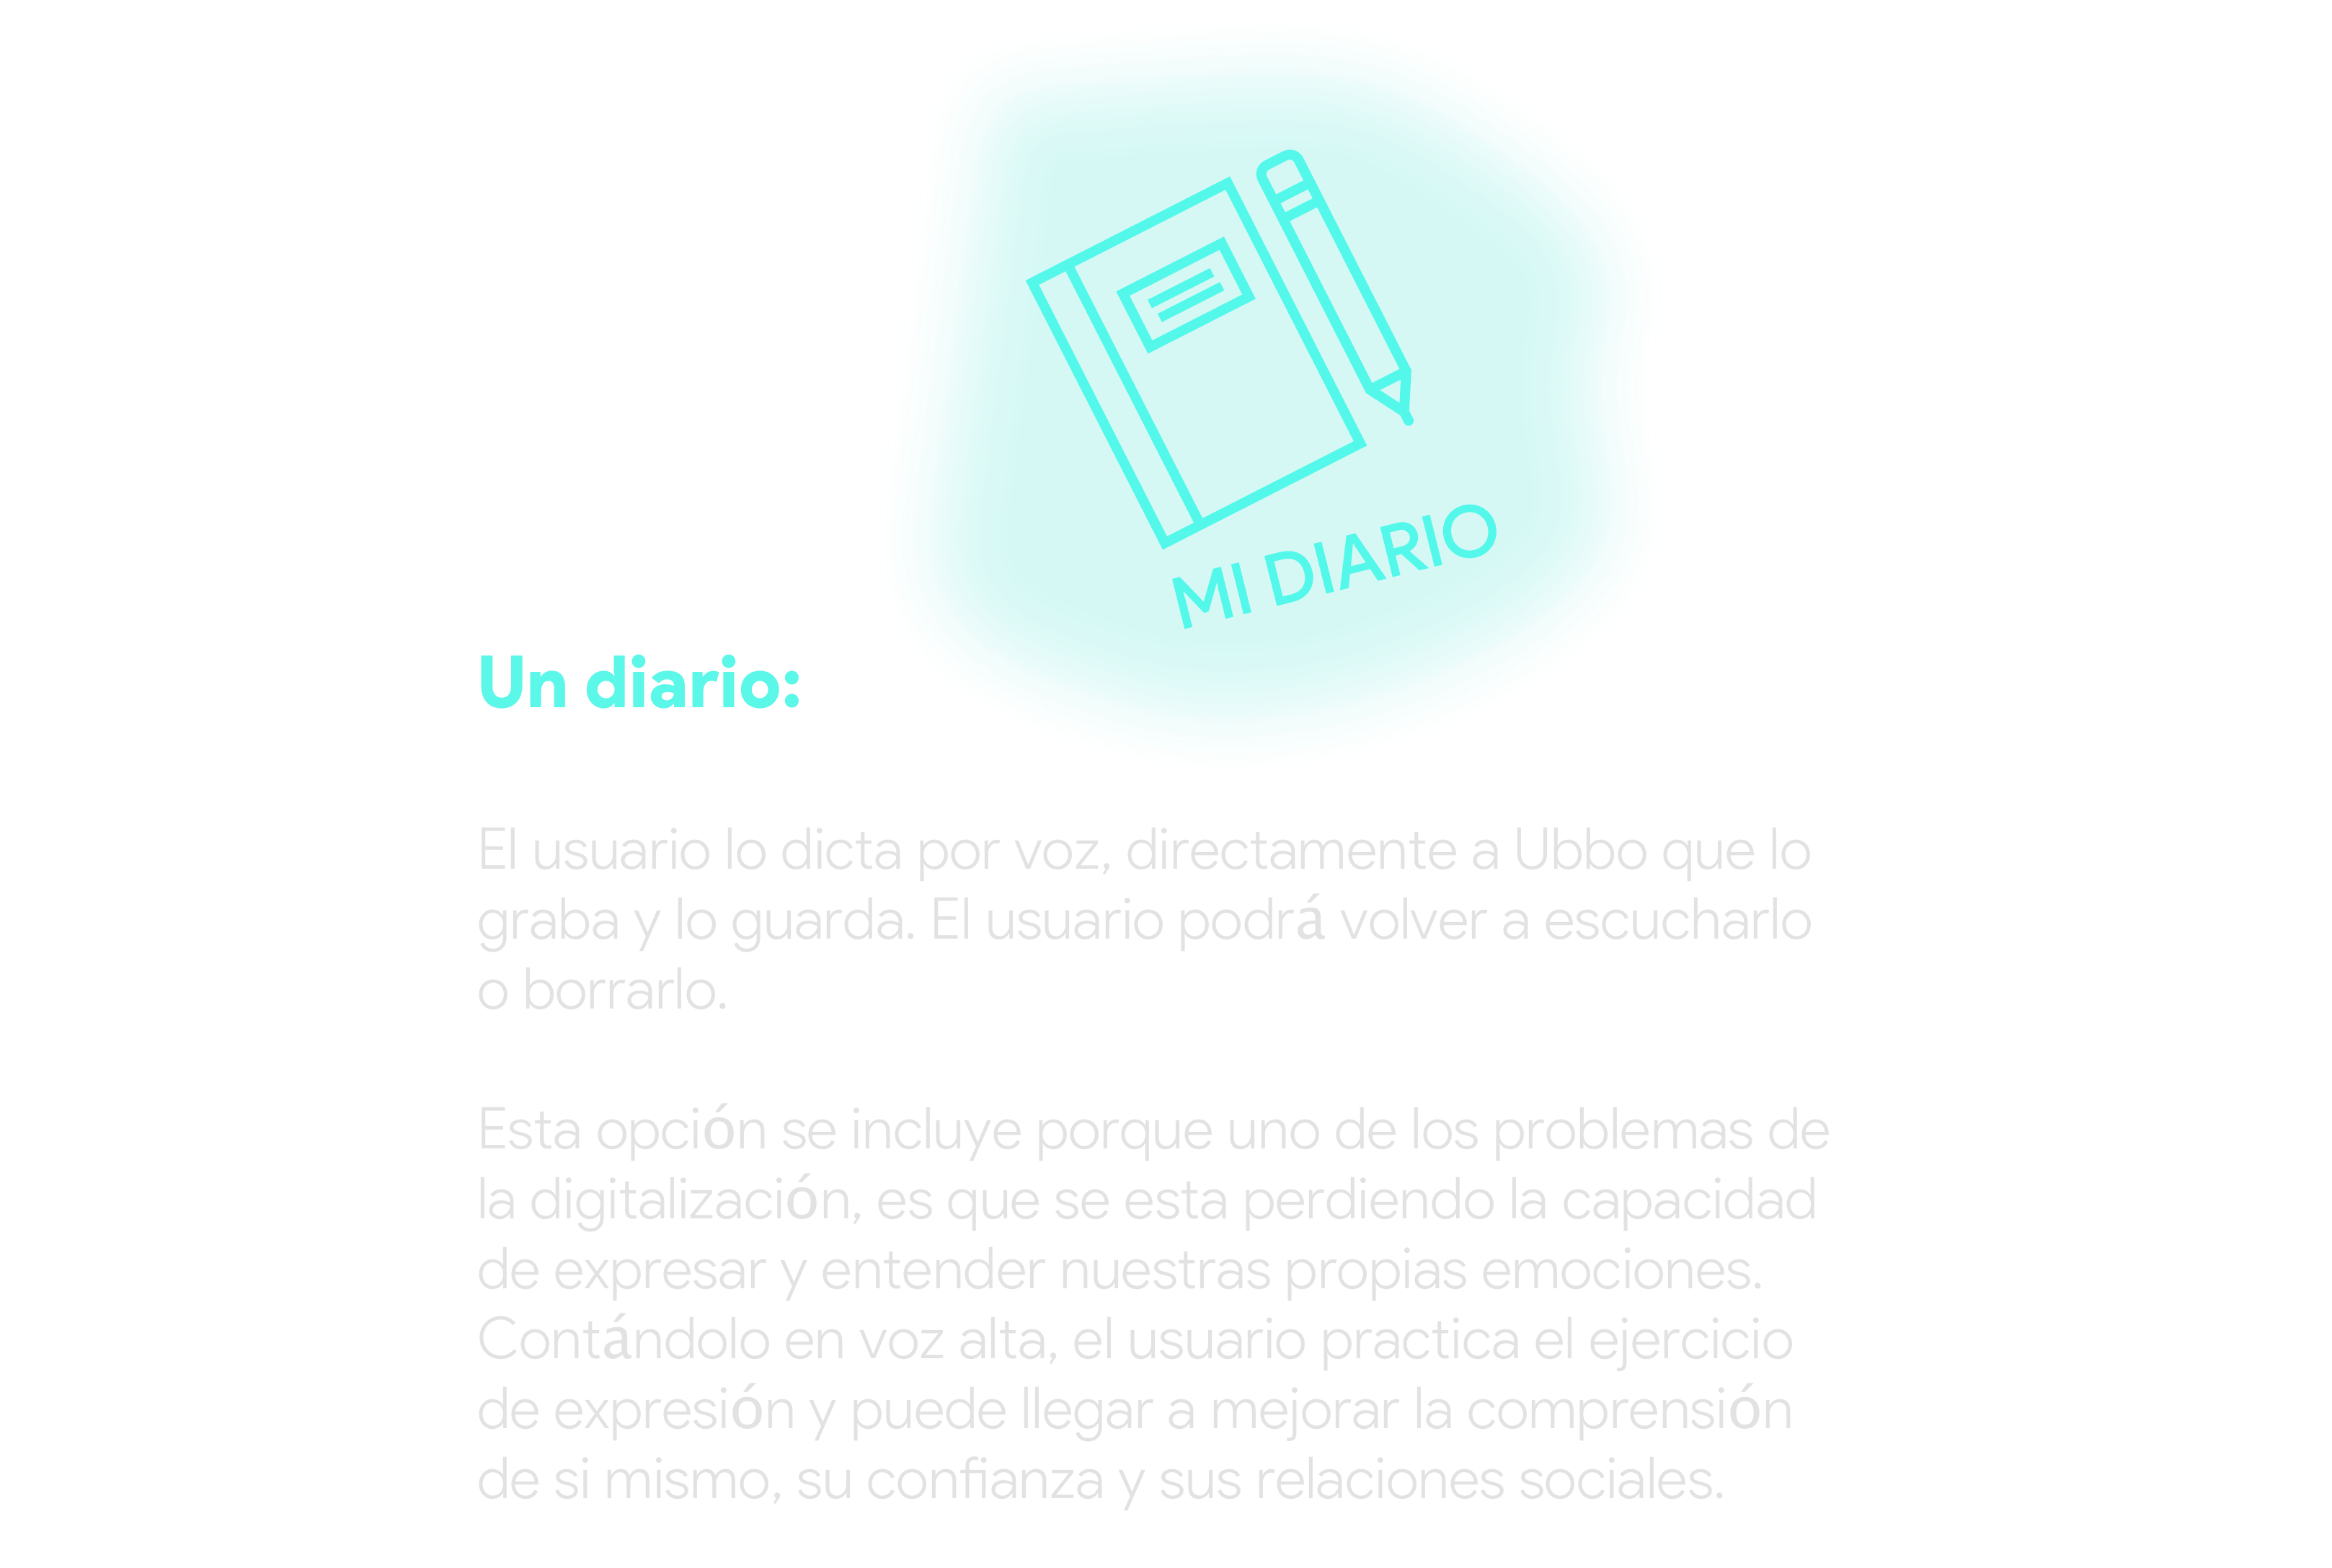 MI DIARIO
Un diario:
El usuario lo dicta por voz, directamente a Ubbo que lo
graba y lo guarda. El usuario podrá volver a escucharlo
o borrarlo.
Esta opción se incluye porque uno de los problemas de
la digitalización, es que se esta perdiendo la capacidad
de expresar y entender nuestras propias emociones.
Contándolo en voz alta, el usuario practica el ejercicio
de expresión y puede llegar a mejorar la comprensión
de si mismo, su confianza y sus relaciones sociales.